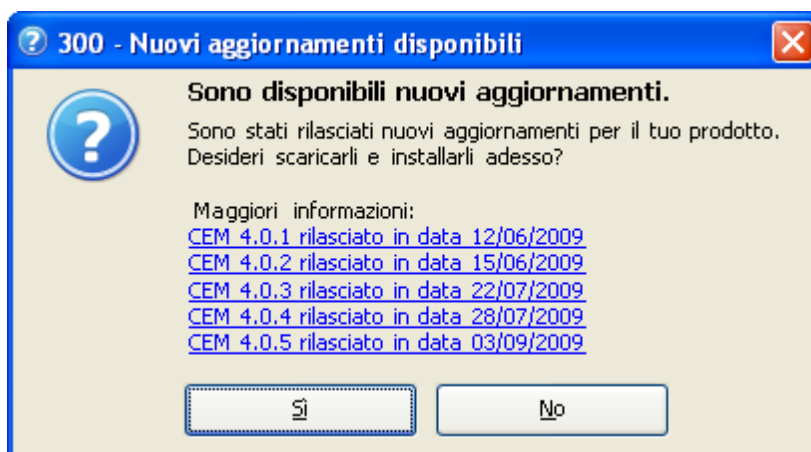 300 - Nuovi aggiornamenti disponibili
Sono disponibili nuovi aggiornamenti.
Sono stati rilasciati nuovi aggiornamenti per il tuo prodotto.
Desideri scaricarli e installarli adesso?
Maggiori informazioni:
CEM 4.0.1 rilasciato in data 12/06/2009
CEM 4.0.2 rilasciato in data 15/06/2009
CEM 4.0.3 rilasciato in data 22/07/2009
CEM 4.0.4 rilasciato in data 28/07/2009
CEM 4.0.5 rilasciato in data 03/09/2009
Sì No